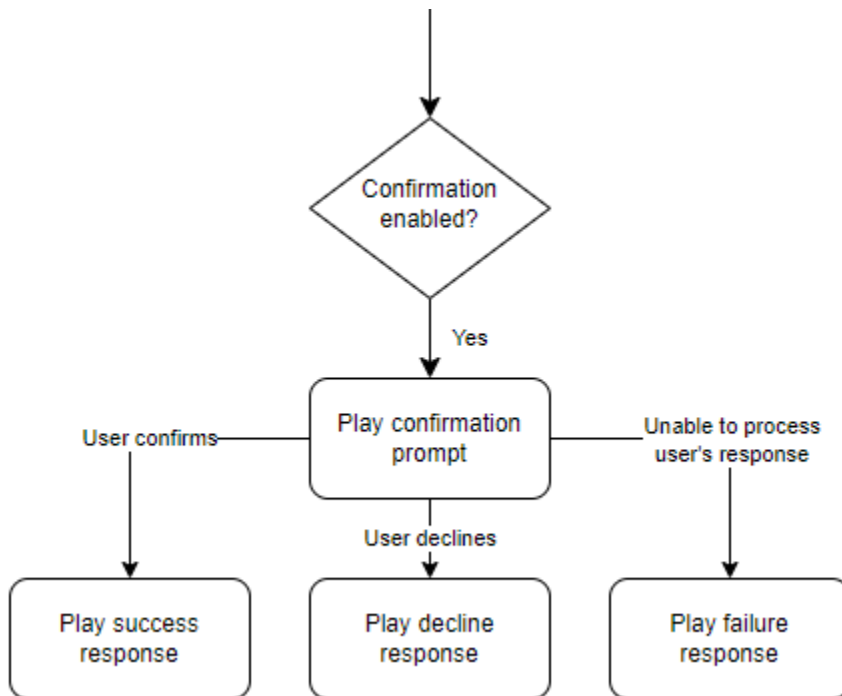 Confirmation
enabled?
Yes
Play confirmation
prompt
User confirms
Unable to process
user's response
User declines
Play success
response
Play decline
response
Play failure
response